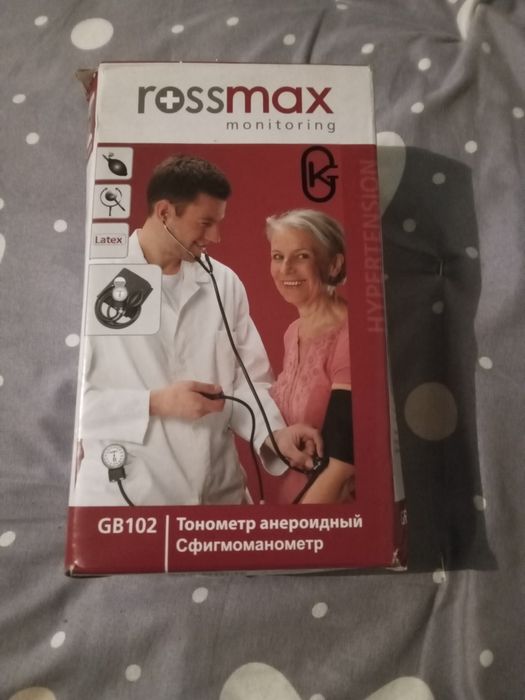 rossmax
monitoring
HYPERTENSION
Latex
GB102
Тонометр анероидный
Сфигмоманометр